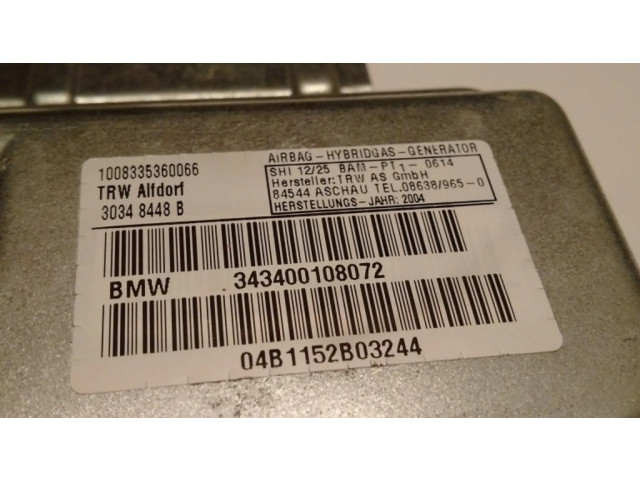 1008335360066
TRW Alfdorf
3034 8448 B
AIRBAG-HYBRIDGAS-GENERATOR
SHI 12/25 BAM-PT1-0614
Hersteller:TRW AS GmbH
84544 ASCHAU TEL.08638/965-0
HERSTELLUNGS-JAHR: 2004
BMW 343400108072
04B1152B03244